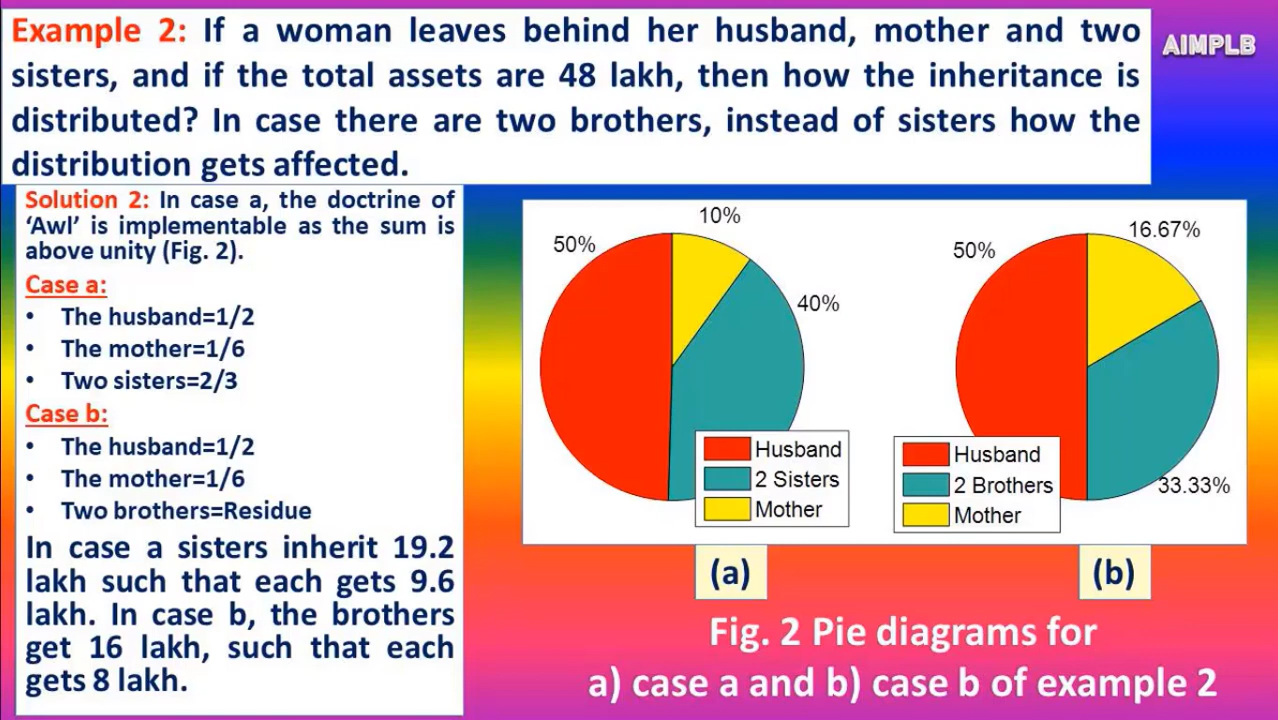 Example 2: If a woman leaves behind her husband, mother and two
AIMPLB
sisters, and if the total assets are 48 lakh, then how the inheritance is
distributed? In case there are two brothers, instead of sisters how the
distribution gets affected.
Solution 2: In case a, the doctrine of
‘Awl’ is implementable as the sum is
above unity (Fig. 2).
Case a:
• The husband=1/2
• The mother=1/6
• Two sisters=2/3
Case b:
• The husband=1/2
• The mother=1/6
• Two brothers=Residue
In case a sisters inherit 19.2
lakh such that each gets 9.6
lakh. In case b, the brothers
get 16 lakh, such that each
gets 8 lakh.
10%
50%
40%
Husband
2 Sisters
Mother
(a)
16.67%
50%
33.33%
Husband
2 Brothers
Mother
(b)
Fig. 2 Pie diagrams for
a) case a and b) case b of example 2